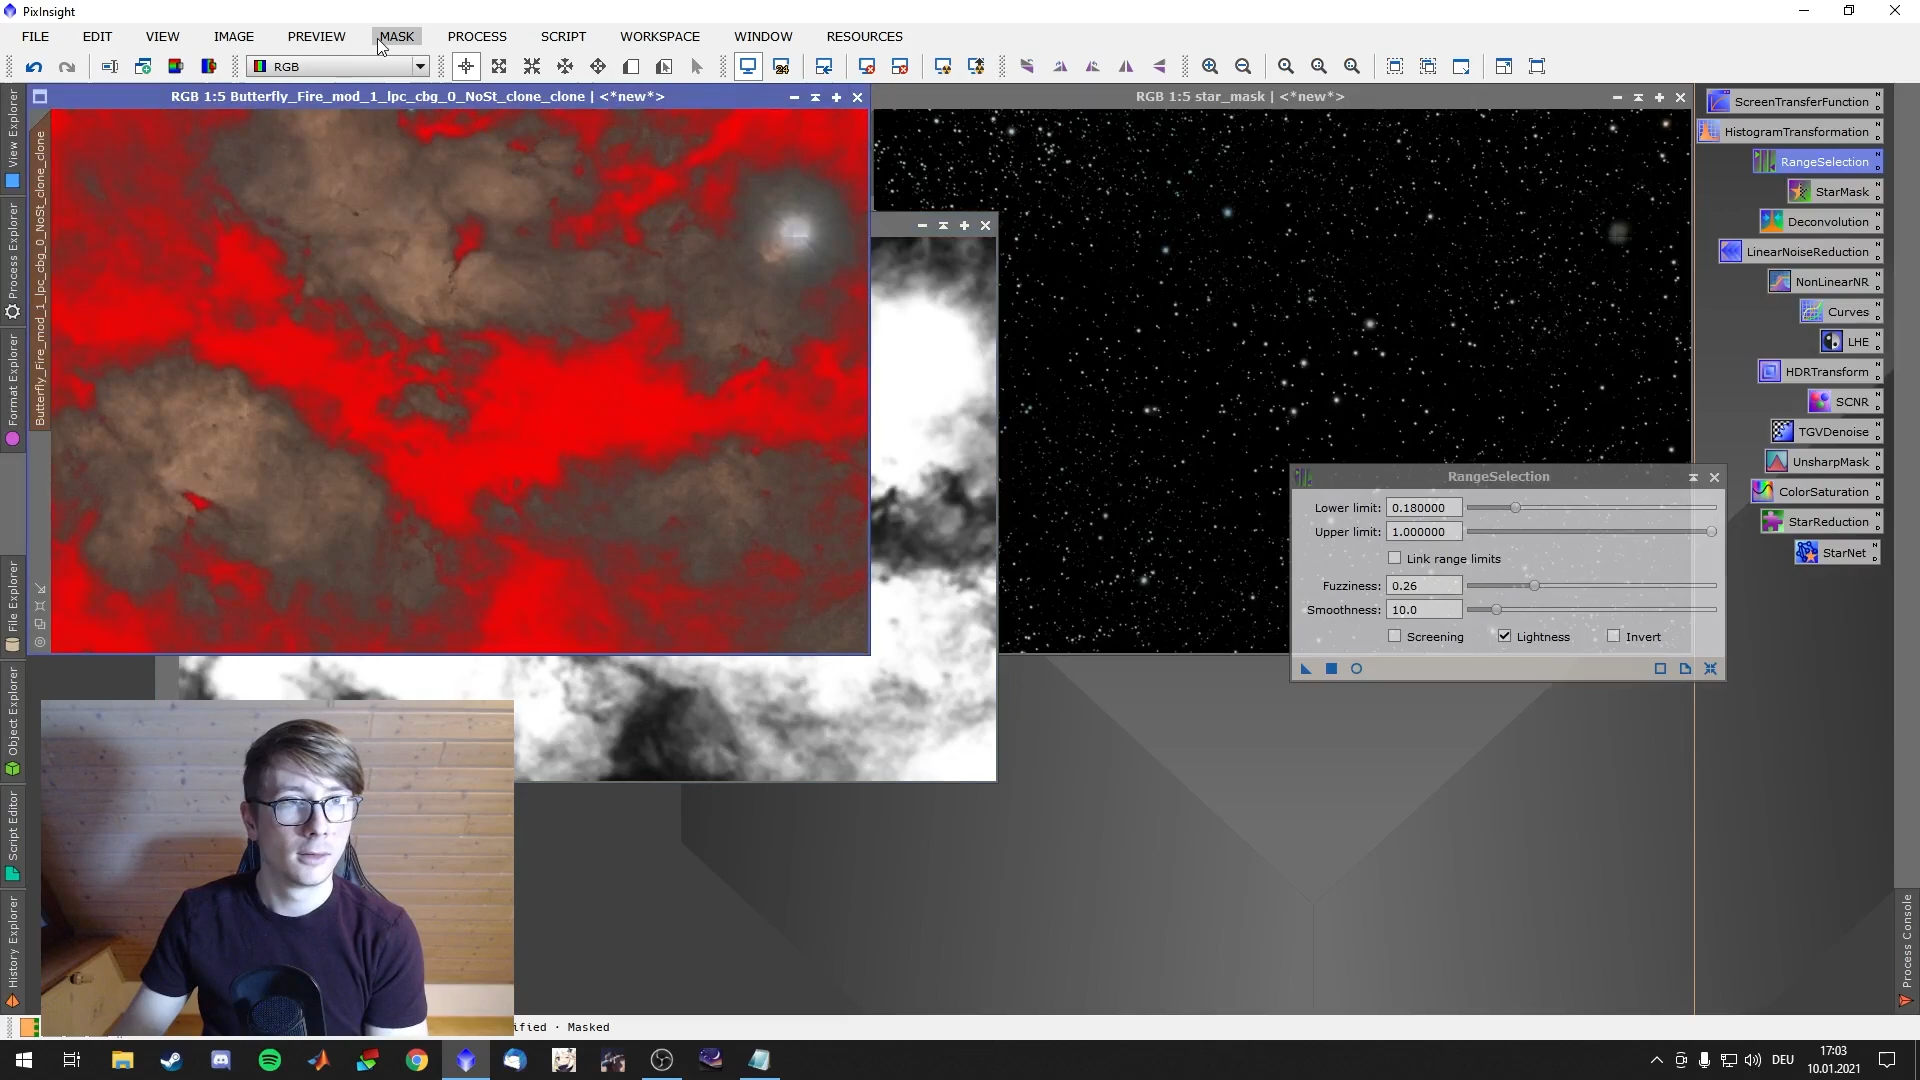 PixInsight
FILE EDIT VIEW IMAGE PREVIEW MASK PROCESS SCRIPT WORKSPACE WINDOW RESOURCES
RGB
24
RGB 1:5 Butterfly_Fire_mod_1_lpc_cbg_0_NoSt_clone_clone | <*new*>
RGB 1:5 star_mask | <*new*>
Butterfly_Fire_mod_1_lpc_cbg_0_NoSt_clone_clone
View Explorer
Process Explorer
Format Explorer
File Explorer
Object Explorer
Script Editor
History Explorer
ScreenTransferFunction
HistogramTransformation
RangeSelection
StarMask
Deconvolution
LinearNoiseReduction
NonLinearNR
Curves
LHE
HDRTransform
SCNR
TGVDenoise
UnsharpMask
ColorSaturation
StarReduction
StarNet
RangeSelection
Lower limit: 0.180000
Upper limit: 1.000000
Link range limits
Fuzziness: 0.26
Smoothness: 10.0
Screening Lightness Invert
Process Console
ified · Masked
DEU
17:03
10.01.2021